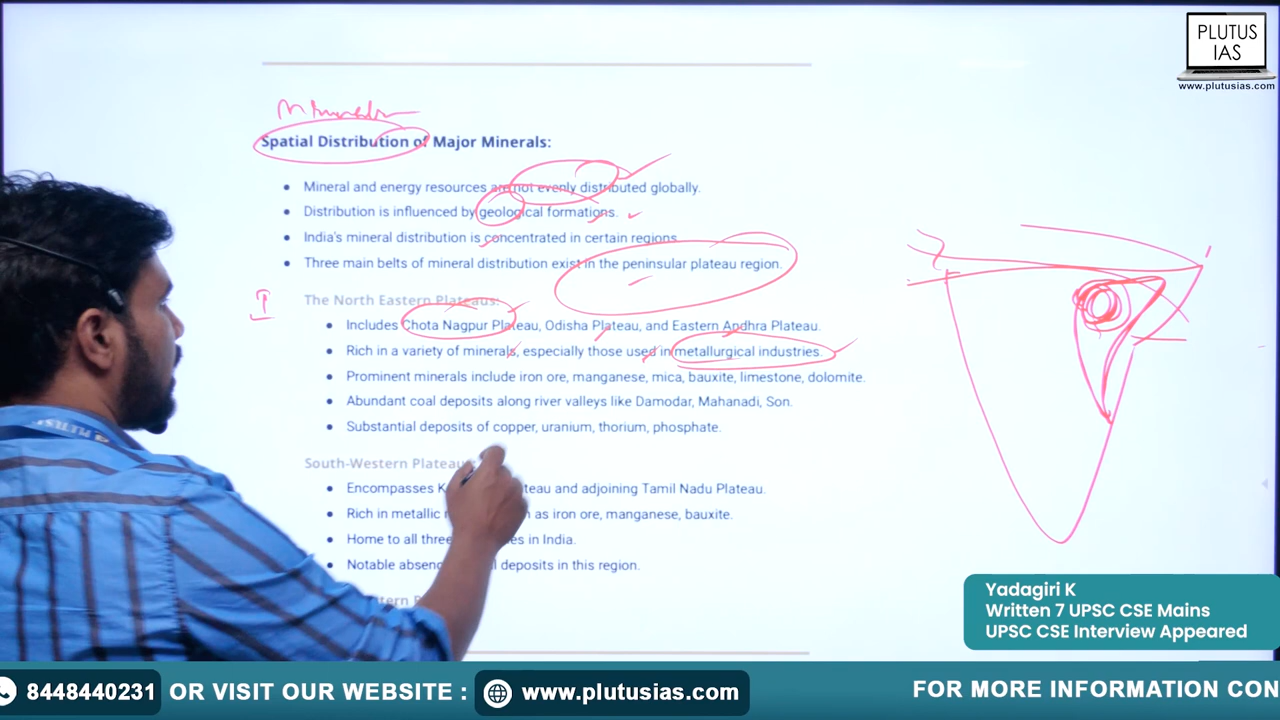 PLUTUS
IAS
www.plutusias.com
Spatial Distribution of Major Minerals:
Mineral and energy resources are not evenly distributed globally.
Distribution is influenced by geological formations.
India's mineral distribution is concentrated in certain regions.
Three main belts of mineral distribution exist in the peninsular plateau region.
I
The North Eastern Plateaus:
Includes Chota Nagpur Plateau, Odisha Plateau, and Eastern Andhra Plateau.
Rich in a variety of minerals, especially those used in metallurgical industries.
Prominent minerals include iron ore, manganese, mica, bauxite, limestone, dolomite.
Abundant coal deposits along river valleys like Damodar, Mahanadi, Son.
Substantial deposits of copper, uranium, thorium, phosphate.
South-Western Plateau
Encompasses and adjoining Tamil Nadu Plateau.
Rich in metallic as iron ore, manganese, bauxite.
Home to all three in India.
Notable deposits in this region.
Yadagiri K
Written 7 UPSC CSE Mains
UPSC CSE Interview Appeared
8448440231 OR VISIT OUR WEBSITE : www.plutusias.com FOR MORE INFORMATION CON